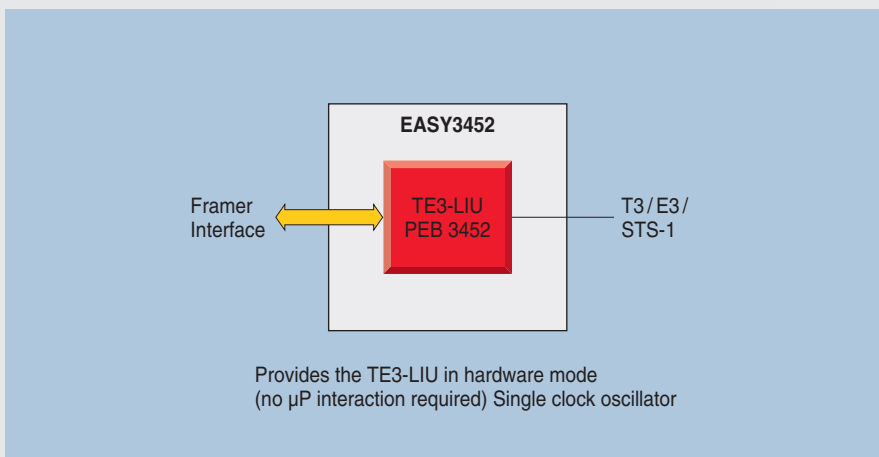 EASY3452
Framer
Interface
TE3-LIU
PEB 3452
T3/E3/
STS-1
Provides the TE3-LIU in hardware mode
(no µP interaction required) Single clock oscillator